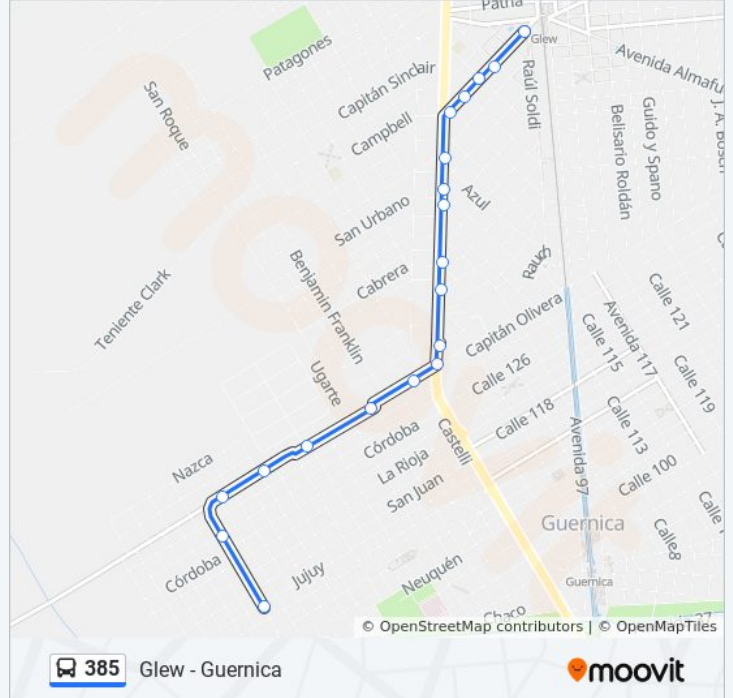 Patria
Glew
Patagones
Avenida Almafu
Capitán Sinclair
Raúl Soldi
J. A. Bosch
San Roque
Campbell
Guido y Spano
Belisario Roldán
Azul
San Urbano
Rauch
Benjamín Franklin
Cabrera
Teniente Clark
Calle 121
Capitán Olivera
Avenida 117
Calle 115
Ugarte
Calle 126
Calle 119
Calle 118
Calle 113
Castelli
Córdoba
Avenida 97
Nazca
La Rioja
Calle 100
San Juan
Calle 1
Guernica
Calle8
Córdoba
Jujuy
Neuquén
Guernica
Chaco
© OpenStreetMap contributors | © OpenMapTiles
385 Glew - Guernica
moovit